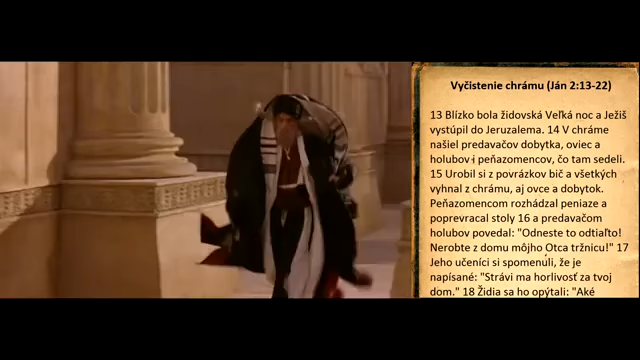 Vyčistenie chrámu (Ján 2:13-22)
13 Blízko bola židovská Veľká noc a Ježiš
vystúpil do Jeruzalema. 14 V chráme
našiel predavačov dobytka, oviec a
holubov i peňazomencov, čo tam sedeli.
15 Urobil si z povrázkov bič a všetkých
vyhnal z chrámu, aj ovce a dobytok.
Peňazomencom rozhádzal peniaze a
poprevracal stoly 16 a predavačom
holubov povedal: "Odneste to odtiaľto!
Nerobte z domu môjho Otca tržnicu!" 17
Jeho učeníci si spomenuli, že je
napísané: "Strávi ma horlivosť za tvoj
dom." 18 Židia sa ho opýtali: "Aké